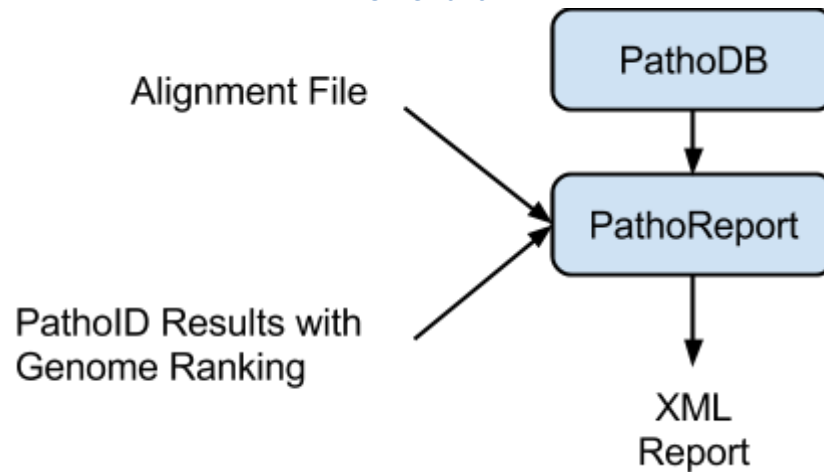 PathoDB
Alignment File
PathoReport
PathoID Results with
Genome Ranking
XML
Report